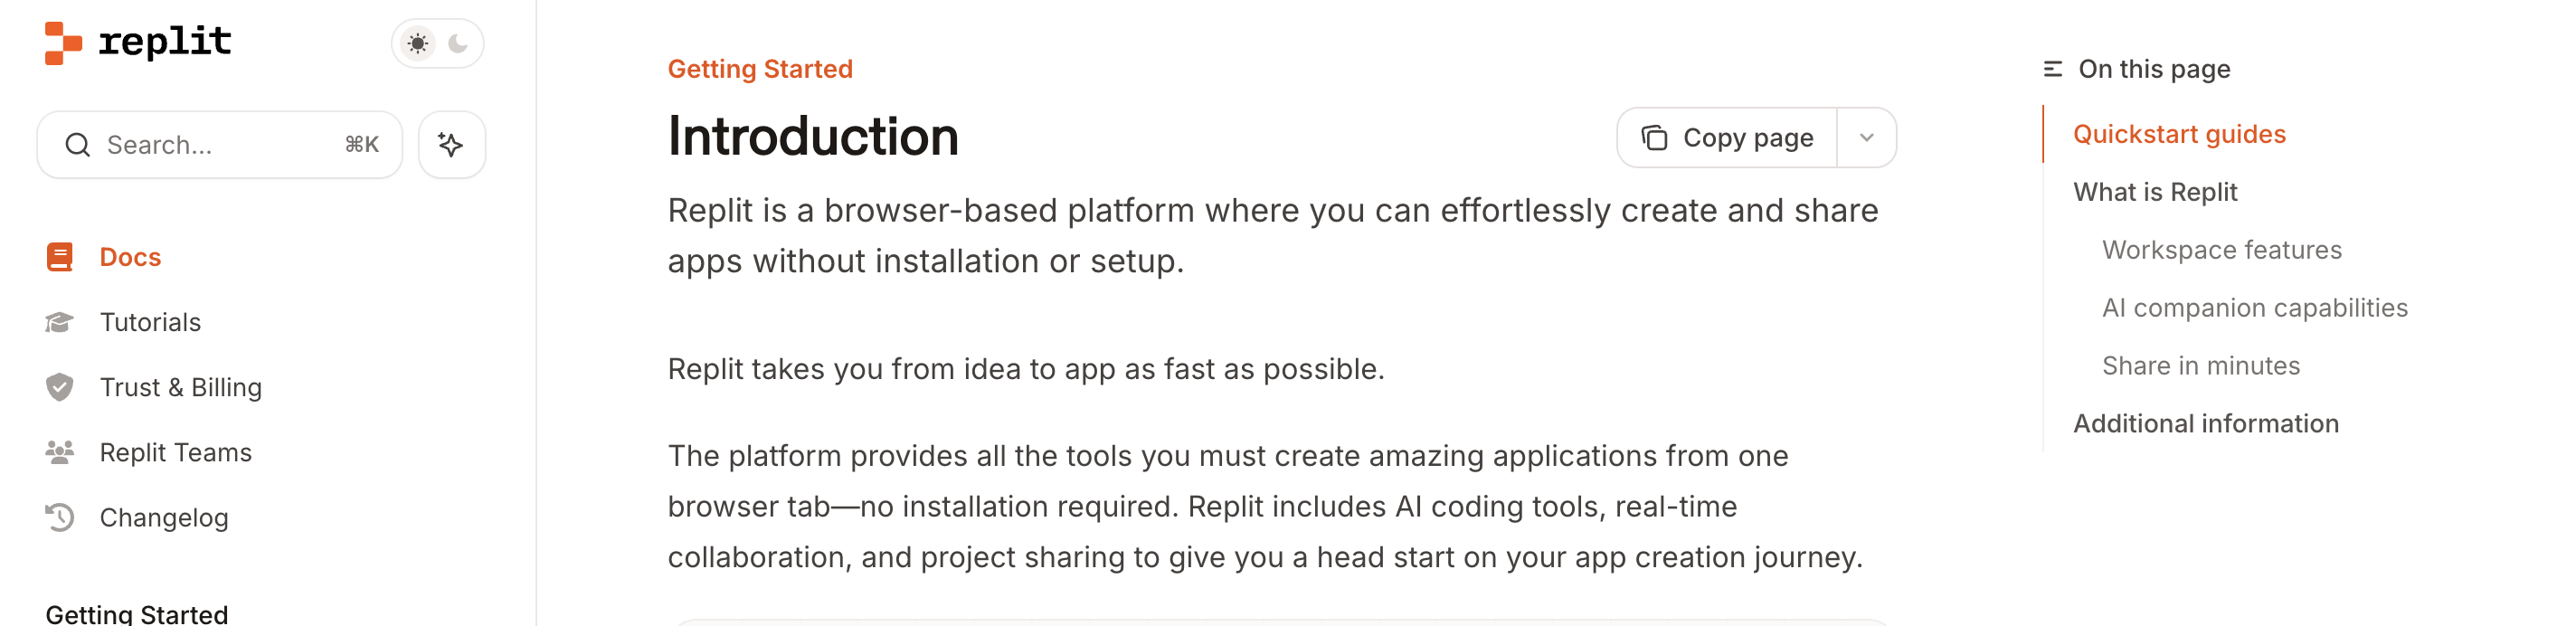 replit
Search...
⌘K
Docs
Tutorials
Trust & Billing
Replit Teams
Changelog
Getting Started
Getting Started
Introduction
Copy page
Replit is a browser-based platform where you can effortlessly create and share
apps without installation or setup.
Replit takes you from idea to app as fast as possible.
The platform provides all the tools you must create amazing applications from one
browser tab—no installation required. Replit includes AI coding tools, real-time
collaboration, and project sharing to give you a head start on your app creation journey.
On this page
Quickstart guides
What is Replit
Workspace features
AI companion capabilities
Share in minutes
Additional information